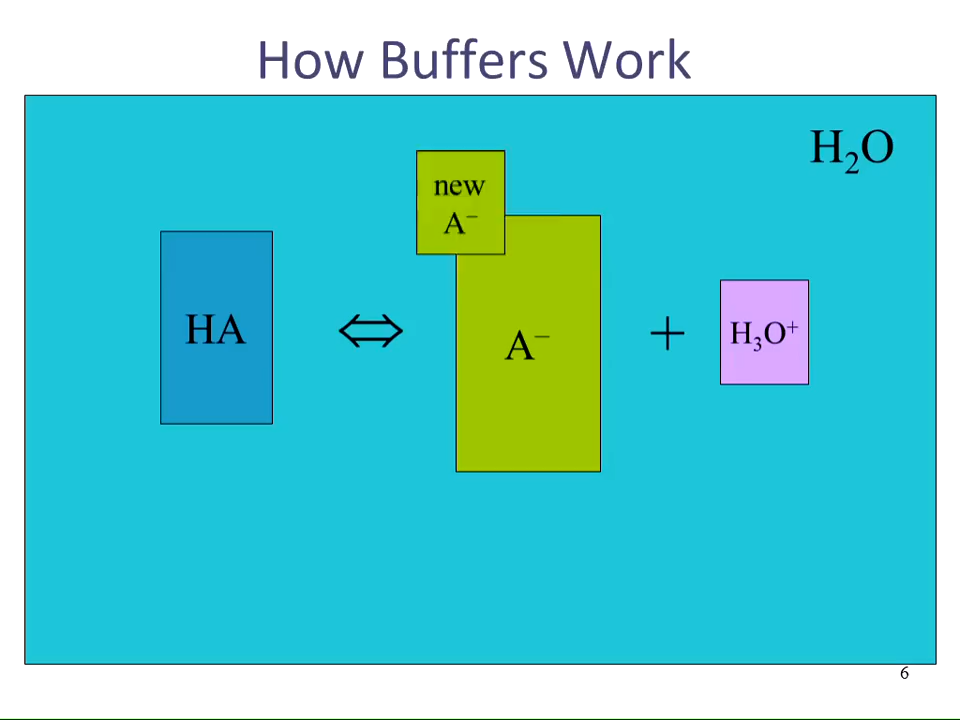 How Buffers Work
H₂O
new
A⁻
HA
⇔
A⁻
+
H₃O⁺
6